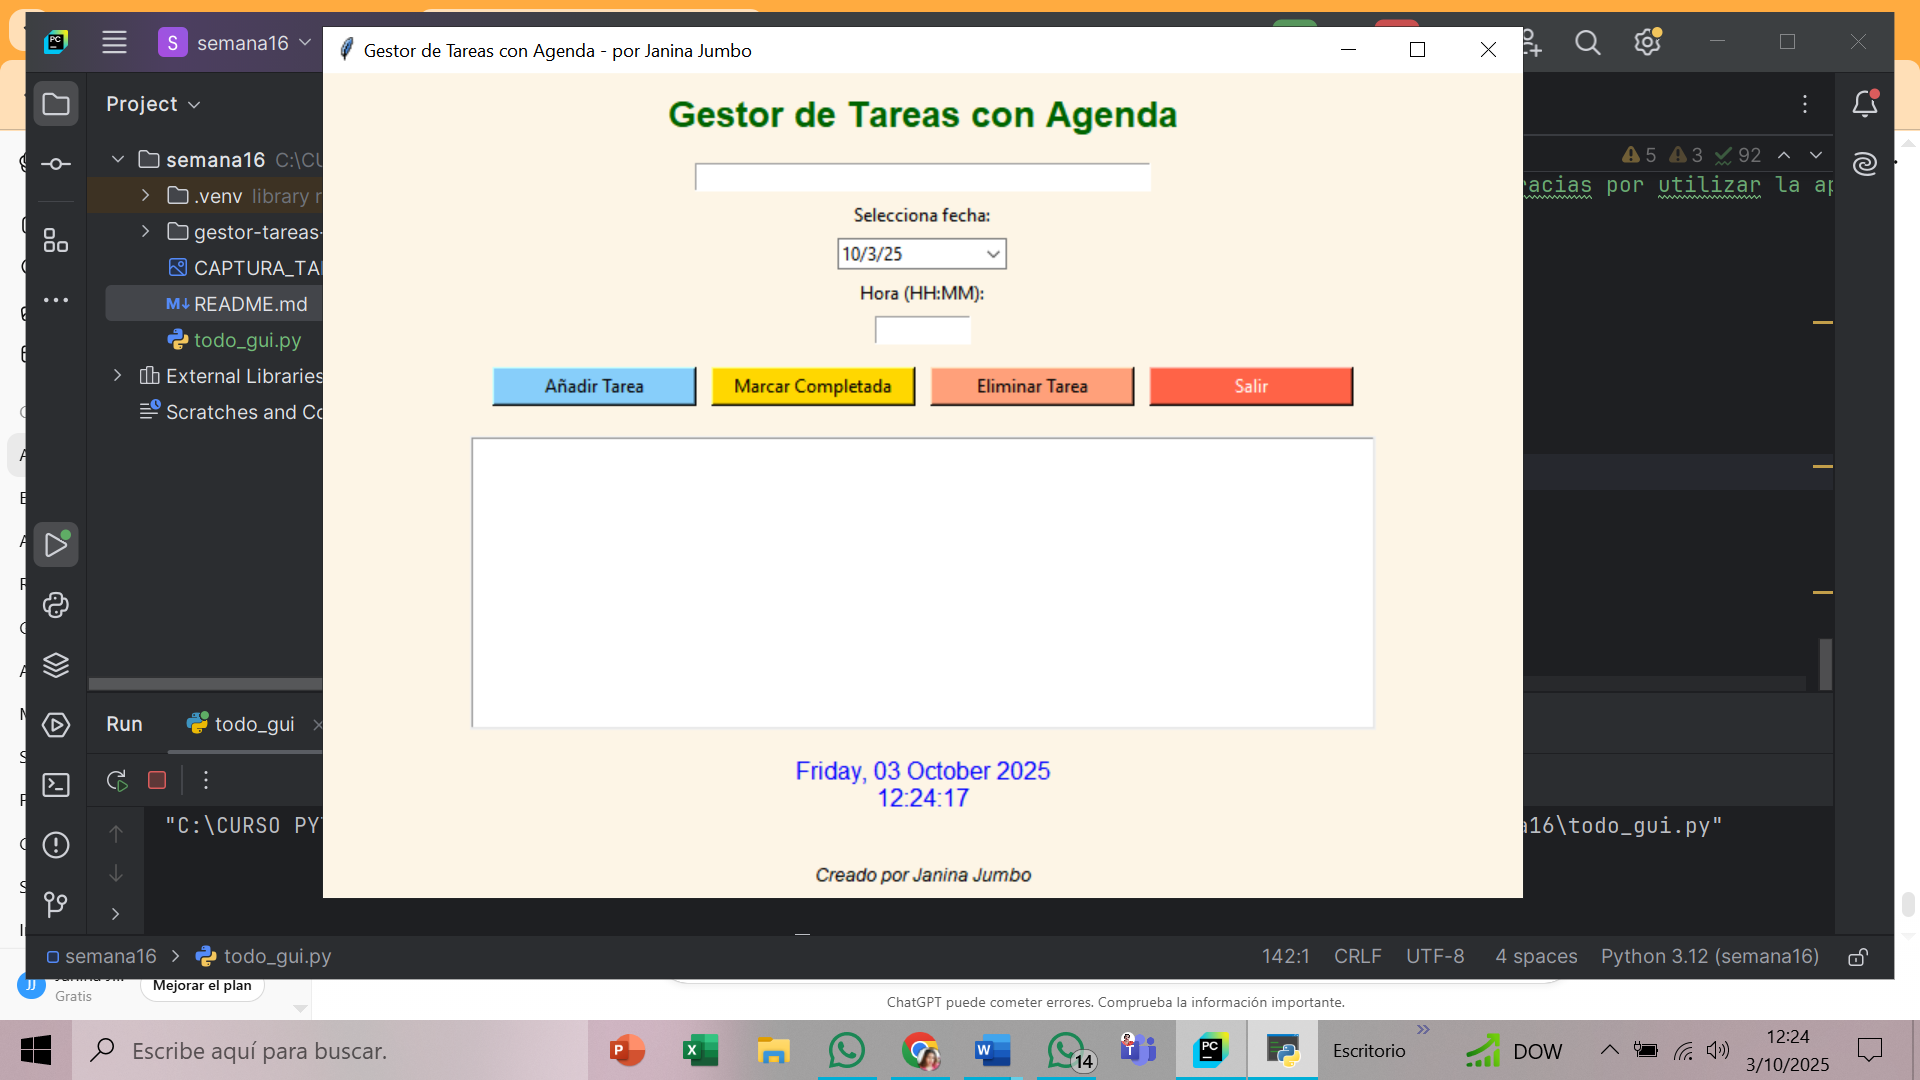 PC
S semana16
Gestor de Tareas con Agenda - por Janina Jumbo
Project
semana16 C:\CU
.venv library r
gestor-tareas-
CAPTURA_TA
M↓ README.md
todo_gui.py
External Libraries
Scratches and Co
Gestor de Tareas con Agenda
Selecciona fecha:
10/3/25
Hora (HH:MM):
Añadir Tarea
Marcar Completada
Eliminar Tarea
Salir
Friday, 03 October 2025
12:24:17
Creado por Janina Jumbo
5 3 92
racias por utilizar la ap
Run todo_gui
"C:\CURSO PY
a16\todo_gui.py"
semana16 > todo_gui.py
142:1 CRLF UTF-8 4 spaces Python 3.12 (semana16)
JJ
Gratis
Mejorar el plan
ChatGPT puede cometer errores. Comprueba la información importante.
Escribe aquí para buscar.
14
Escritorio
DOW
12:24
3/10/2025